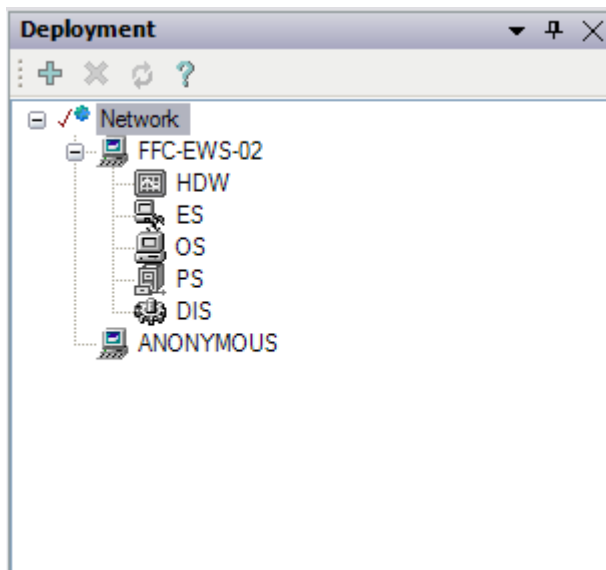 Deployment
Network
FFC-EWS-02
HDW
ES
OS
PS
DIS
ANONYMOUS